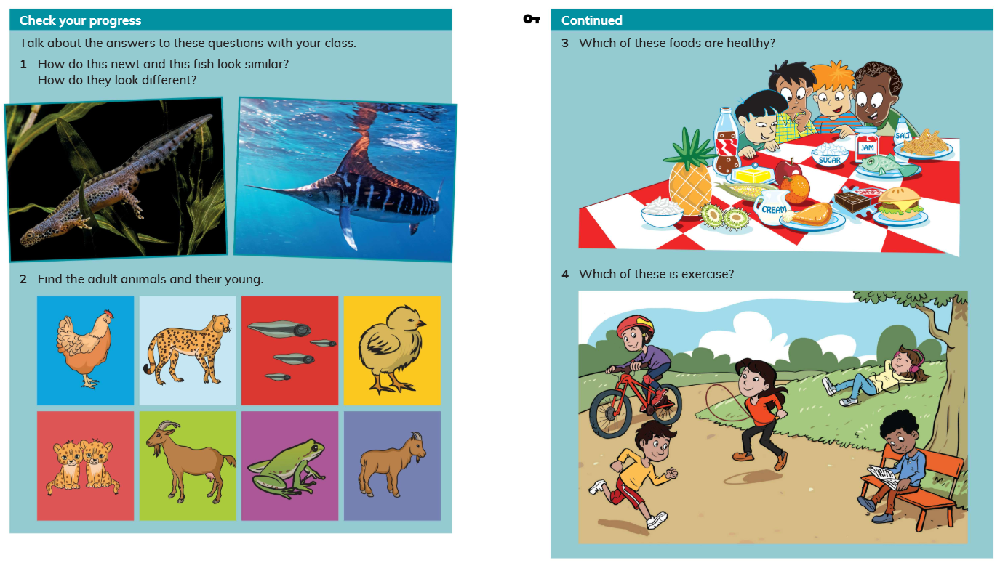 Check your progress
Talk about the answers to these questions with your class.
1 How do this newt and this fish look similar?
How do they look different?
2 Find the adult animals and their young.
Continued
3 Which of these foods are healthy?
SALT
JAM
SUGAR
CREAM
4 Which of these is exercise?